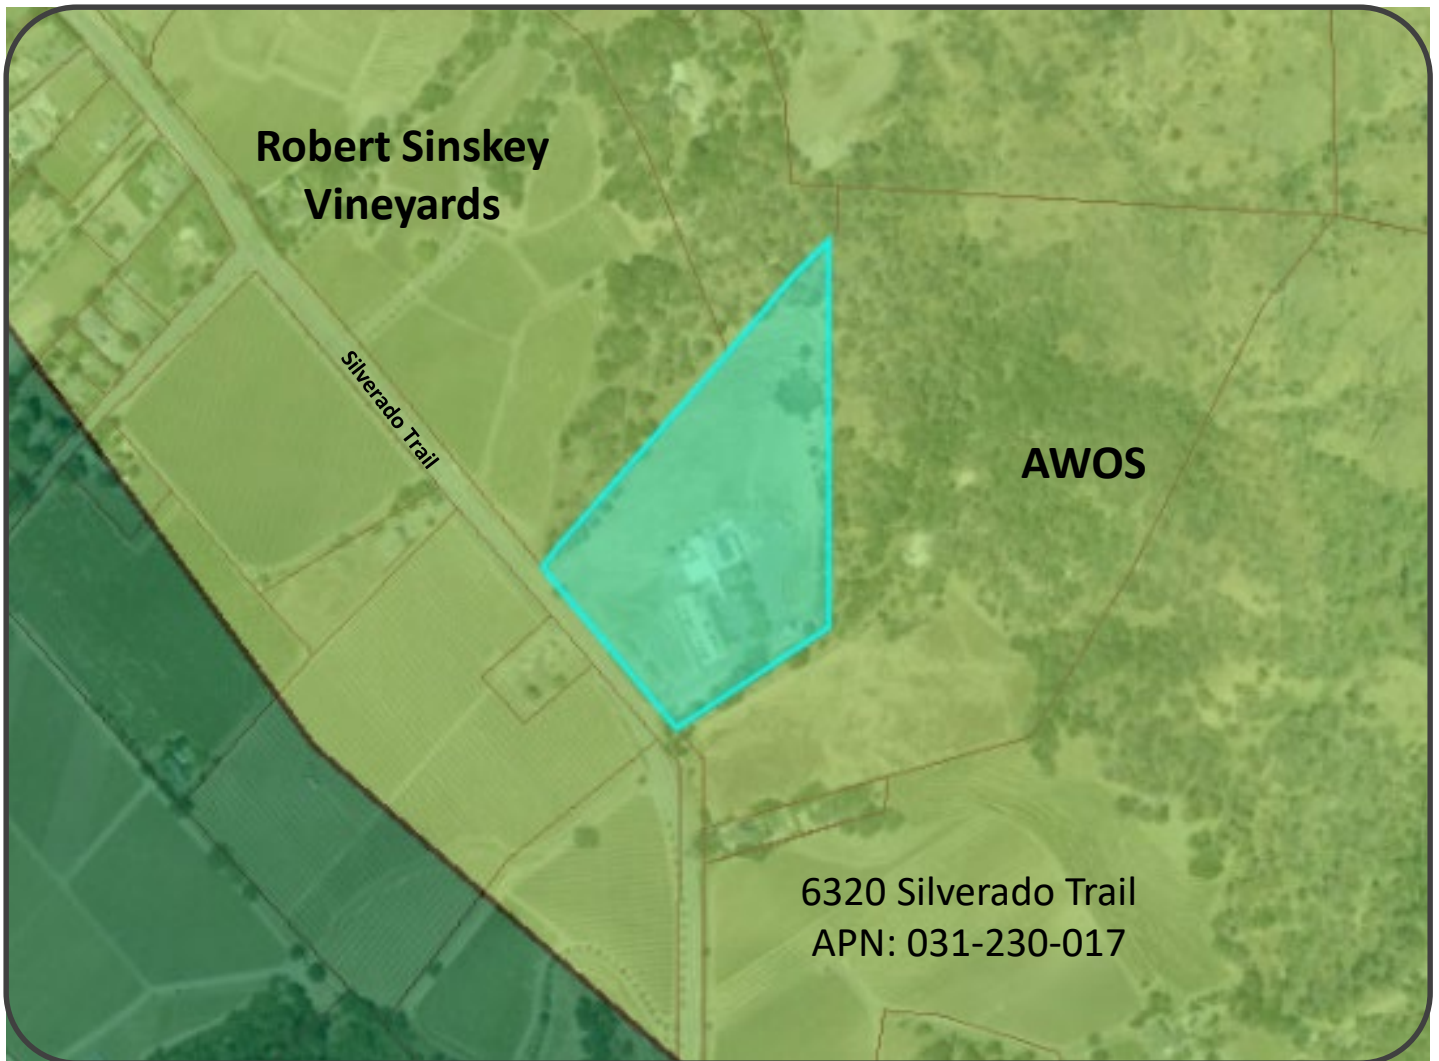 Robert Sinskey
Vineyards
Silverado Trail
AWOS
6320 Silverado Trail
APN: 031-230-017